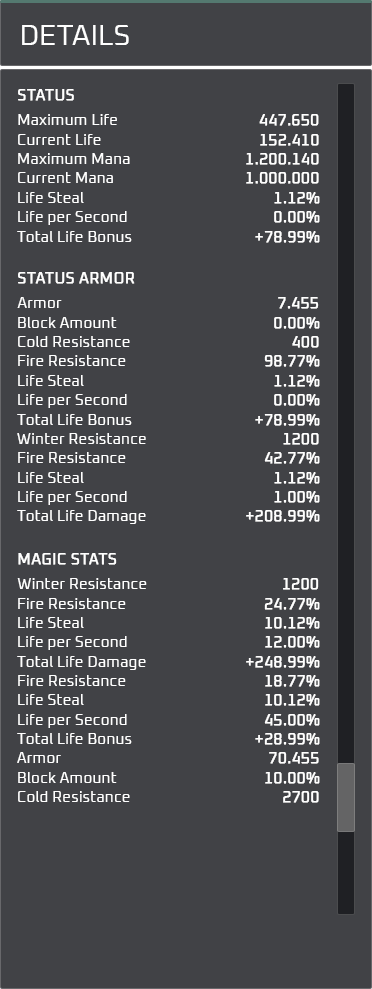 DETAILS
STATUS
Maximum Life 447.650
Current Life 152.410
Maximum Mana 1.200.140
Current Mana 1.000.000
Life Steal 1.12%
Life per Second 0.00%
Total Life Bonus +78.99%
STATUS ARMOR
Armor 7.455
Block Amount 0.00%
Cold Resistance 400
Fire Resistance 98.77%
Life Steal 1.12%
Life per Second 0.00%
Total Life Bonus +78.99%
Winter Resistance 1200
Fire Resistance 42.77%
Life Steal 1.12%
Life per Second 1.00%
Total Life Damage +208.99%
MAGIC STATS
Winter Resistance 1200
Fire Resistance 24.77%
Life Steal 10.12%
Life per Second 12.00%
Total Life Damage +248.99%
Fire Resistance 18.77%
Life Steal 10.12%
Life per Second 45.00%
Total Life Bonus +28.99%
Armor 70.455
Block Amount 10.00%
Cold Resistance 2700